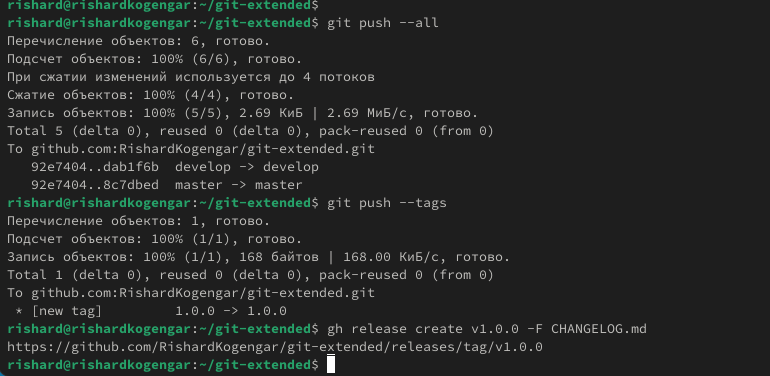 rishard@rishardkogengar:~/git-extended$
rishard@rishardkogengar:~/git-extended$ git push --all
Перечисление объектов: 6, готово.
Подсчет объектов: 100% (6/6), готово.
При сжатии изменений используется до 4 потоков
Сжатие объектов: 100% (4/4), готово.
Запись объектов: 100% (5/5), 2.69 КиБ | 2.69 МиБ/с, готово.
Total 5 (delta 0), reused 0 (delta 0), pack-reused 0 (from 0)
To github.com:RishardKogengar/git-extended.git
   92e7404..dab1f6b  develop -> develop
   92e7404..8c7dbed  master -> master
rishard@rishardkogengar:~/git-extended$ git push --tags
Перечисление объектов: 1, готово.
Подсчет объектов: 100% (1/1), готово.
Запись объектов: 100% (1/1), 168 байтов | 168.00 КиБ/с, готово.
Total 1 (delta 0), reused 0 (delta 0), pack-reused 0 (from 0)
To github.com:RishardKogengar/git-extended.git
 * [new tag]         1.0.0 -> 1.0.0
rishard@rishardkogengar:~/git-extended$ gh release create v1.0.0 -F CHANGELOG.md
https://github.com/RishardKogengar/git-extended/releases/tag/v1.0.0
rishard@rishardkogengar:~/git-extended$